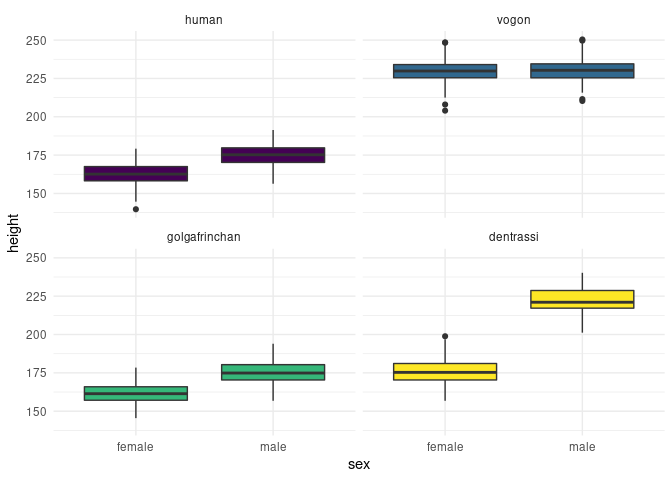 human
vogon
250
225
200
175
150
golgafrinchan
dentrassi
250
225
200
175
150
height
female
male
female
male
sex